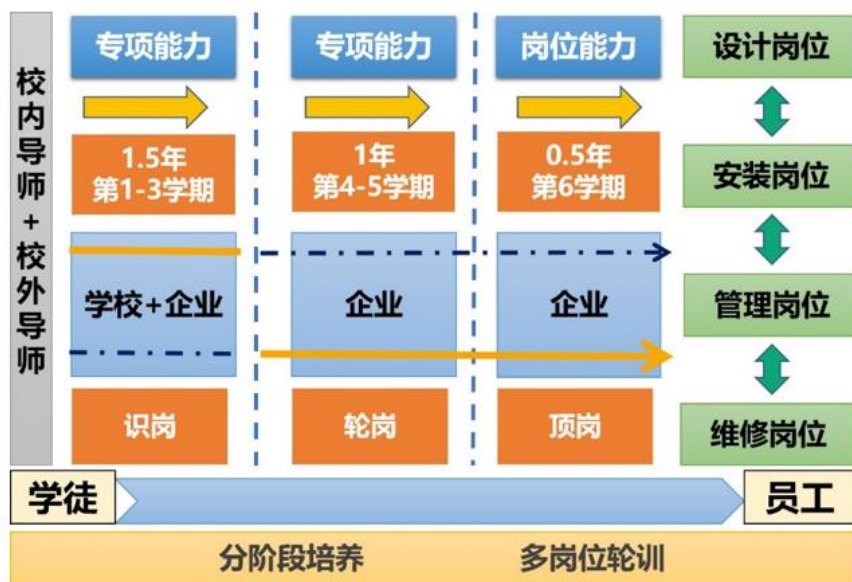 校内导师+校外导师
专项能力
专项能力
岗位能力
设计岗位
1.5年
第1-3学期
1年
第4-5学期
0.5年
第6学期
安装岗位
学校+企业
企业
企业
管理岗位
识岗
轮岗
顶岗
维修岗位
学徒
员工
分阶段培养
多岗位轮训